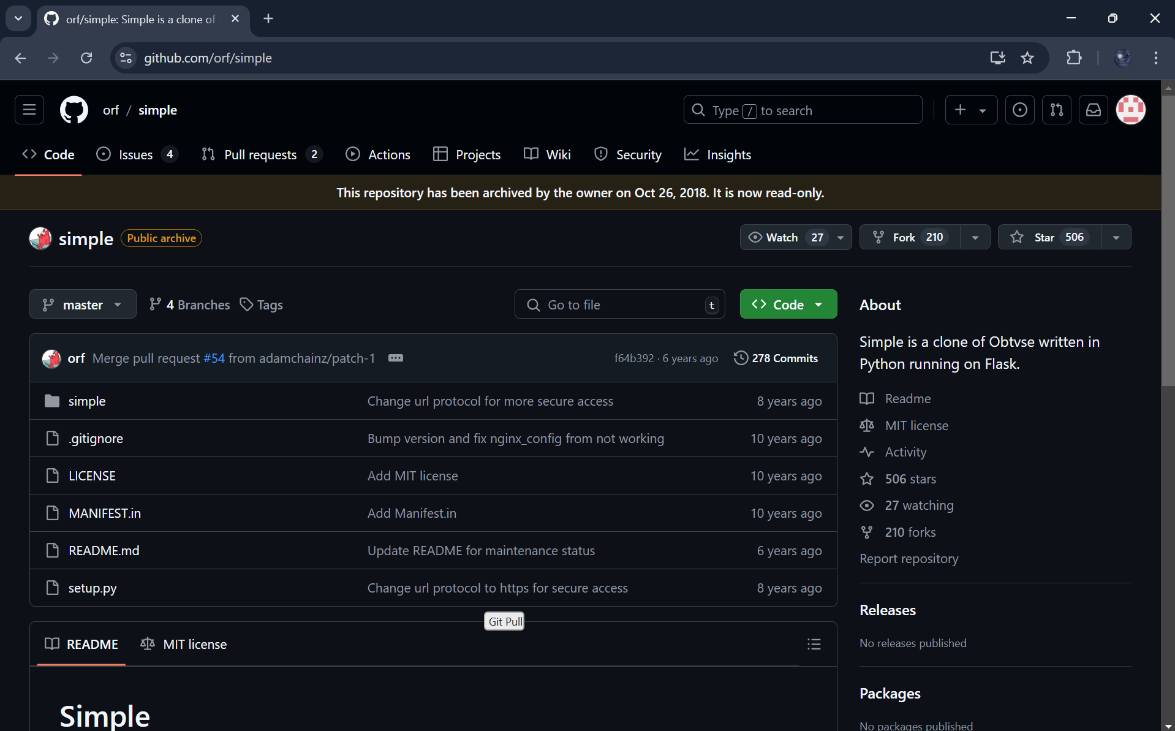 orf/simple: Simple is a clone of
github.com/orf/simple
orf / simple
Type / to search
Code
Issues 4
Pull requests 2
Actions
Projects
Wiki
Security
Insights
This repository has been archived by the owner on Oct 26, 2018. It is now read-only.
simple Public archive
Watch 27
Fork 210
Star 506
master
4 Branches
Tags
Go to file t
Code
orf Merge pull request #54 from adamchainz/patch-1
f64b392 · 6 years ago
278 Commits
simple Change url protocol for more secure access 8 years ago
.gitignore Bump version and fix nginx_config from not working 10 years ago
LICENSE Add MIT license 10 years ago
MANIFEST.in Add Manifest.in 10 years ago
README.md Update README for maintenance status 6 years ago
setup.py Change url protocol to https for secure access 8 years ago
Git Pull
README
MIT license
Simple
About
Simple is a clone of Obtvse written in
Python running on Flask.
Readme
MIT license
Activity
506 stars
27 watching
210 forks
Report repository
Releases
No releases published
Packages
No packages published